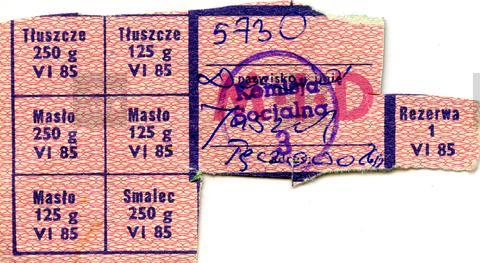 Tłuszcze
250 g
VI 85
Tłuszcze
125 g
VI 85
Masło
250 g
VI 85
Masło
125 g
VI 85
Masło
125 g
VI 85
Smalec
250 g
VI 85
5730
nazwisko i imię
Komisja
Socjalna
3
Rezerwa
1
VI 85